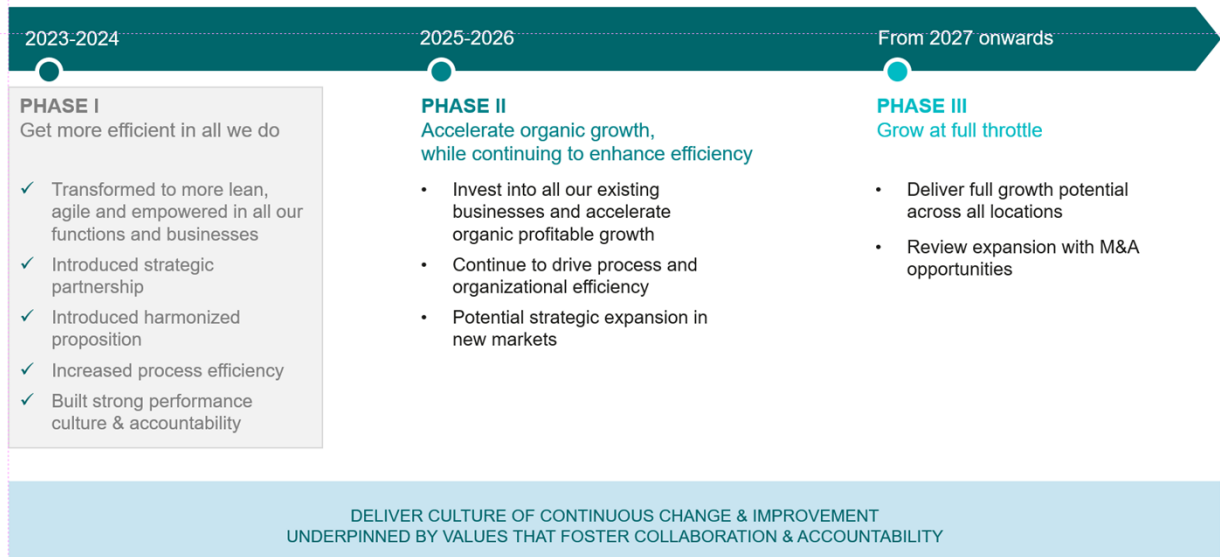 2023-2024
2025-2026
From 2027 onwards
PHASE I
Get more efficient in all we do
Transformed to more lean,
agile and empowered in all our
functions and businesses
Introduced strategic
partnership
Introduced harmonized
proposition
Increased process efficiency
Built strong performance
culture & accountability
PHASE II
Accelerate organic growth,
while continuing to enhance efficiency
• Invest into all our existing
businesses and accelerate
organic profitable growth
• Continue to drive process and
organizational efficiency
• Potential strategic expansion in
new markets
PHASE III
Grow at full throttle
• Deliver full growth potential
across all locations
• Review expansion with M&A
opportunities
DELIVER CULTURE OF CONTINUOUS CHANGE & IMPROVEMENT
UNDERPINNED BY VALUES THAT FOSTER COLLABORATION & ACCOUNTABILITY